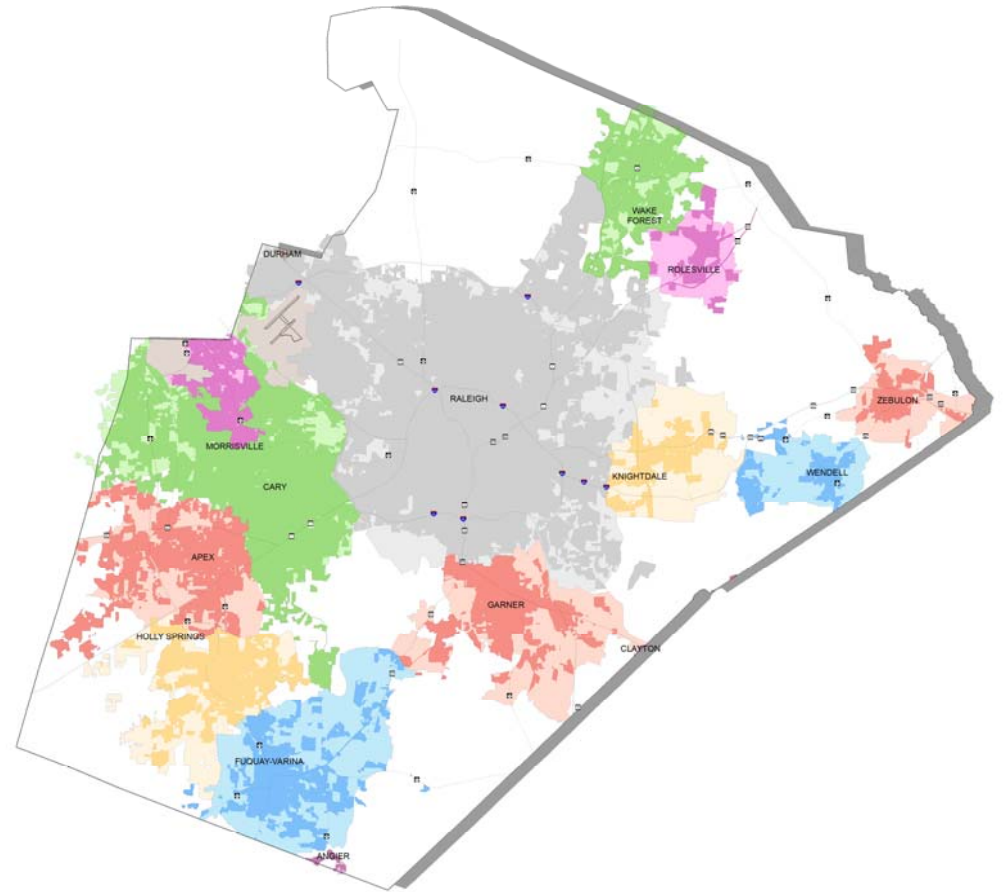 WAKE
FOREST
DURHAM
ROLESVILLE
RALEIGH
ZEBULON
MORRISVILLE
WENDELL
KNIGHTDALE
CARY
APEX
GARNER
HOLLY SPRINGS
CLAYTON
FUQUAY-VARINA
ANGIER